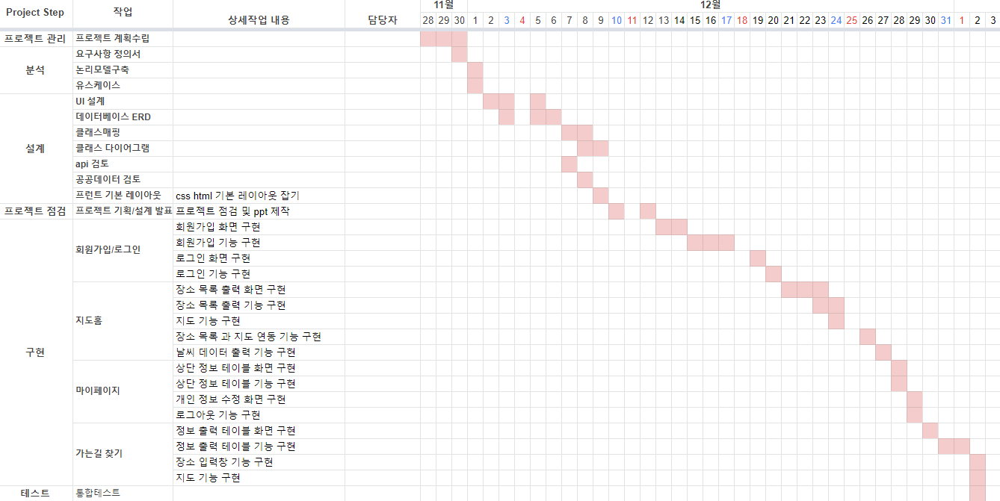 Project Step 작업 상세작업 내용 담당자 11월 12월
28 29 30 1 2 3 4 5 6 7 8 9 10 11 12 13 14 15 16 17 18 19 20 21 22 23 24 25 26 27 28 29 30 31 1 2 3
프로젝트 관리 프로젝트 계획수립
분석 요구사항 정의서
논리모델구축
유스케이스
설계 UI 설계
데이터베이스 ERD
클래스매핑
클래스 다이어그램
api 검토
공공데이터 검토
프런트 기본 레이아웃 css html 기본 레이아웃 잡기
프로젝트 점검 프로젝트 기획/설계 발표 프로젝트 점검 및 ppt 제작
구현 회원가입/로그인 회원가입 화면 구현
회원가입 기능 구현
로그인 화면 구현
로그인 기능 구현
지도홈 장소 목록 출력 화면 구현
장소 목록 출력 기능 구현
지도 기능 구현
장소 목록 과 지도 연동 기능 구현
날씨 데이터 출력 기능 구현
마이페이지 상단 정보 테이블 화면 구현
상단 정보 테이블 기능 구현
개인 정보 수정 화면 구현
로그아웃 기능 구현
가는길 찾기 정보 출력 테이블 화면 구현
정보 출력 테이블 기능 구현
장소 입력창 기능 구현
지도 기능 구현
테스트 통합테스트